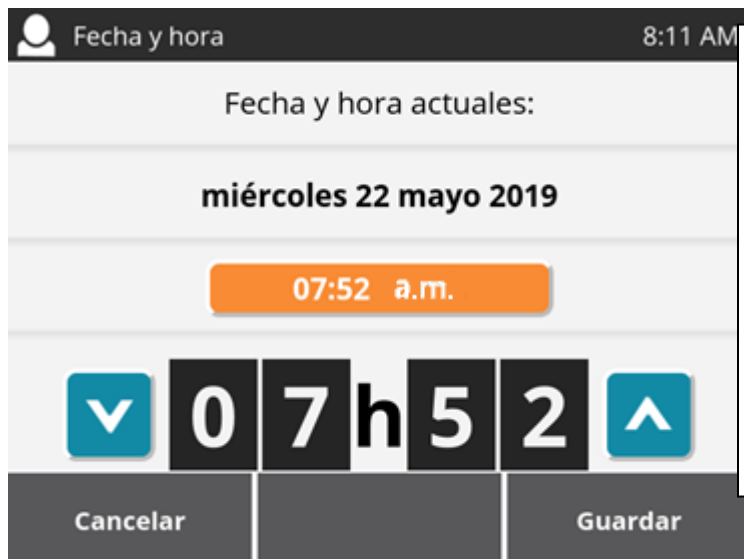 Fecha y hora 8:11 AM
Fecha y hora actuales:
miércoles 22 mayo 2019
07:52 a.m.
07h52
Cancelar Guardar